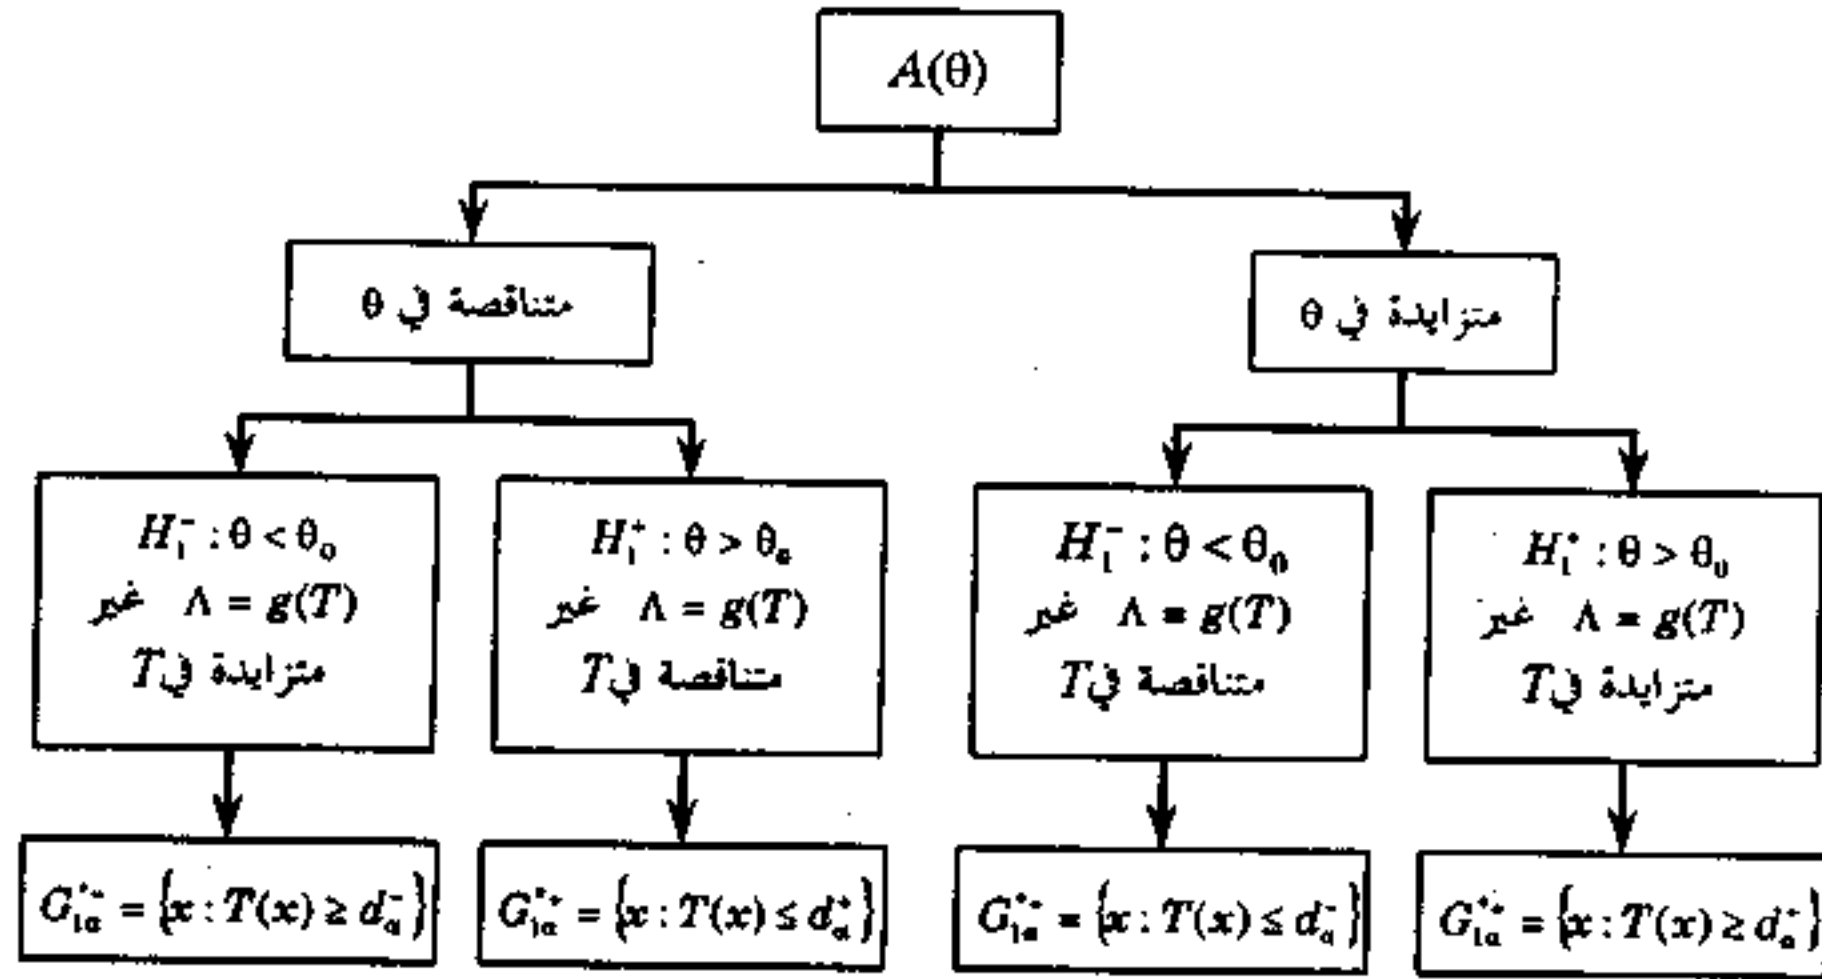 A(θ)
متزايدة في θ
متناقصة في θ
H₁⁺ : θ > θ₀
غير Λ = g(T)
متزايدة في T
H₁⁻ : θ < θ₀
غير Λ = g(T)
متناقصة في T
H₁⁺ : θ > θ₀
غير Λ = g(T)
متناقصة في T
H₁⁻ : θ < θ₀
غير Λ = g(T)
متزايدة في T
G₁α*⁺ = {x : T(x) ≥ dα⁺}
G₁α*⁻ = {x : T(x) ≤ dα⁻}
G₁α*⁺ = {x : T(x) ≤ dα⁺}
G₁α*⁻ = {x : T(x) ≥ dα⁻}